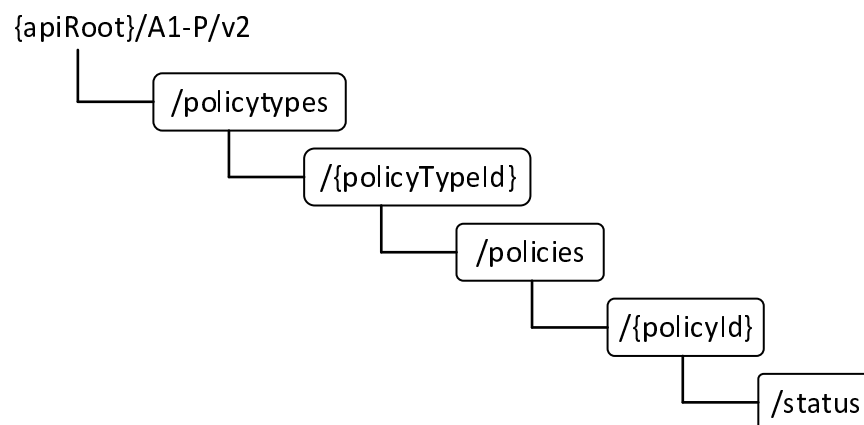 {apiRoot}/A1-P/v2
/policytypes
/{policyTypeId}
/policies
/{policyId}
/status